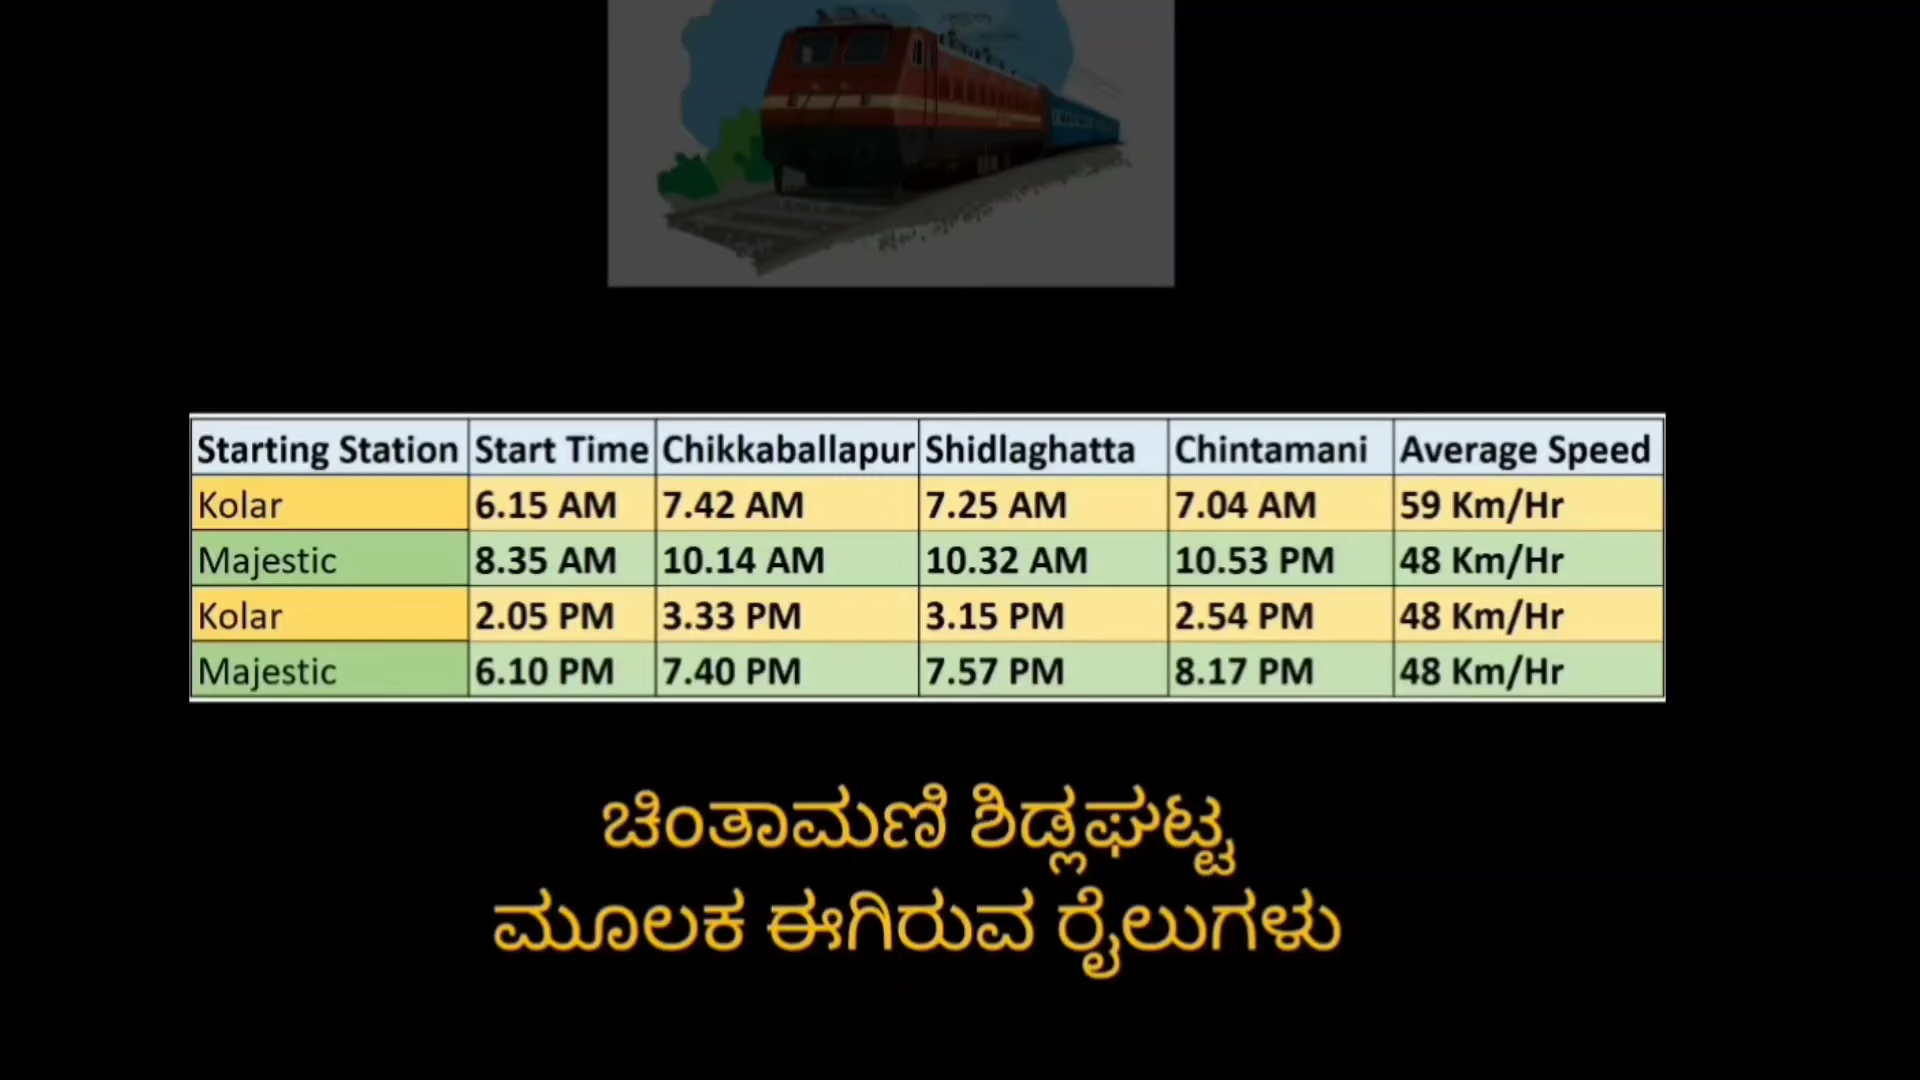 Starting Station Start Time Chikkaballapur Shidlaghatta Chintamani Average Speed
Kolar 6.15 AM 7.42 AM 7.25 AM 7.04 AM 59 Km/Hr
Majestic 8.35 AM 10.14 AM 10.32 AM 10.53 PM 48 Km/Hr
Kolar 2.05 PM 3.33 PM 3.15 PM 2.54 PM 48 Km/Hr
Majestic 6.10 PM 7.40 PM 7.57 PM 8.17 PM 48 Km/Hr
ಚಿಂತಾಮಣಿ ಶಿಡ್ಲಘಟ್ಟ
ಮೂಲಕ ಈಗಿರುವ ರೈಲುಗಳು